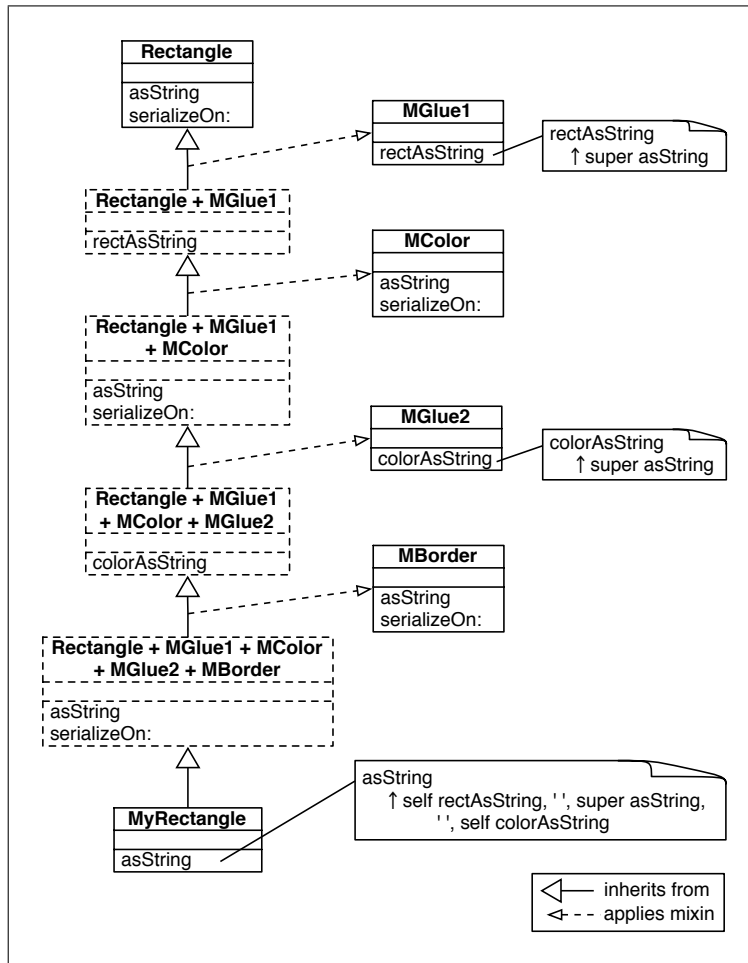 Rectangle
asString
serializeOn:
MGlue1
rectAsString
rectAsString
↑ super asString
Rectangle + MGlue1
rectAsString
MColor
asString
serializeOn:
Rectangle + MGlue1
+ MColor
asString
serializeOn:
MGlue2
colorAsString
colorAsString
↑ super asString
Rectangle + MGlue1
+ MColor + MGlue2
colorAsString
MBorder
asString
serializeOn:
Rectangle + MGlue1 + MColor
+ MGlue2 + MBorder
asString
serializeOn:
asString
↑ self rectAsString, ' ', super asString,
' ', self colorAsString
MyRectangle
asString
inherits from
applies mixin